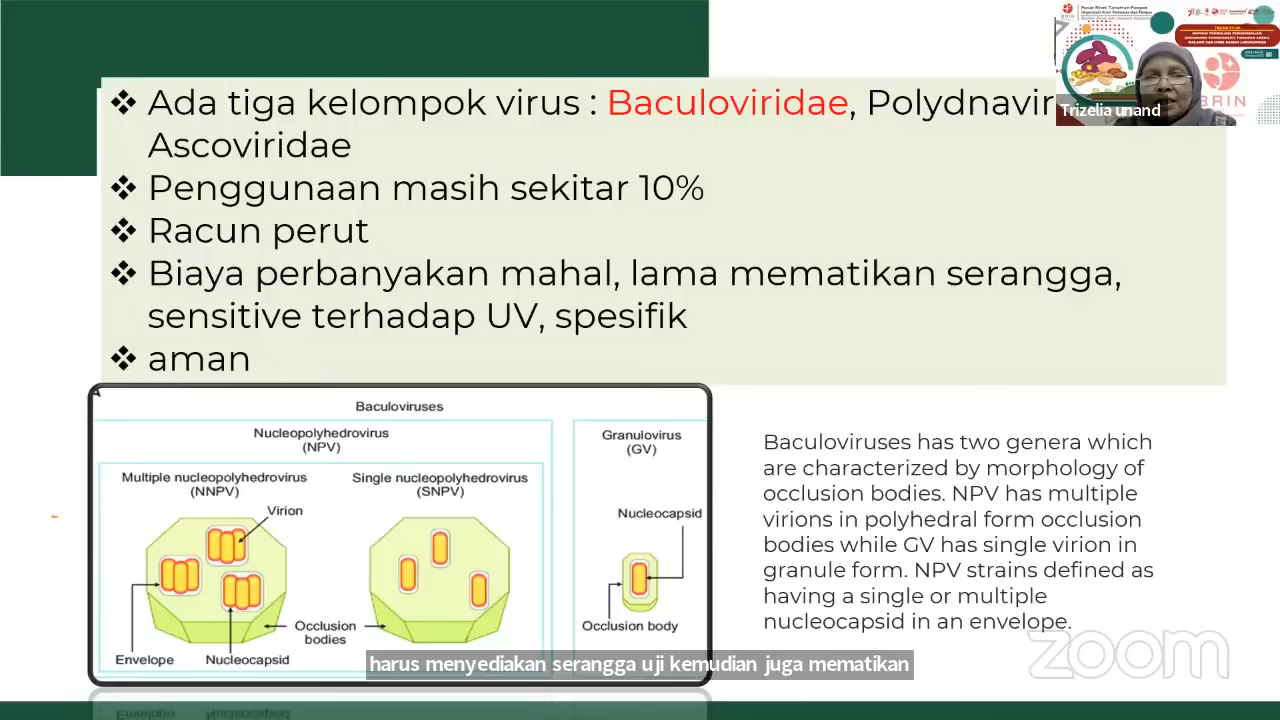 ❖ Ada tiga kelompok virus : Baculoviridae, Polydnavir
Ascoviridae
❖ Penggunaan masih sekitar 10%
❖ Racun perut
❖ Biaya perbanyakan mahal, lama mematikan serangga,
sensitive terhadap UV, spesifik
❖ aman
Trizelia unand
BRIN
A
Baculoviruses
Nucleopolyhedrovirus
(NPV)
Granulovirus
(GV)
Multiple nucleopolyhedrovirus
(NNPV)
Single nucleopolyhedrovirus
(SNPV)
Virion
Nucleocapsid
Occlusion
bodies
Occlusion body
Envelope
Nucleocapsid
Baculoviruses has two genera which
are characterized by morphology of
occlusion bodies. NPV has multiple
virions in polyhedral form occlusion
bodies while GV has single virion in
granule form. NPV strains defined as
having a single or multiple
nucleocapsid in an envelope.
zoom
harus menyediakan serangga uji kemudian juga mematikan